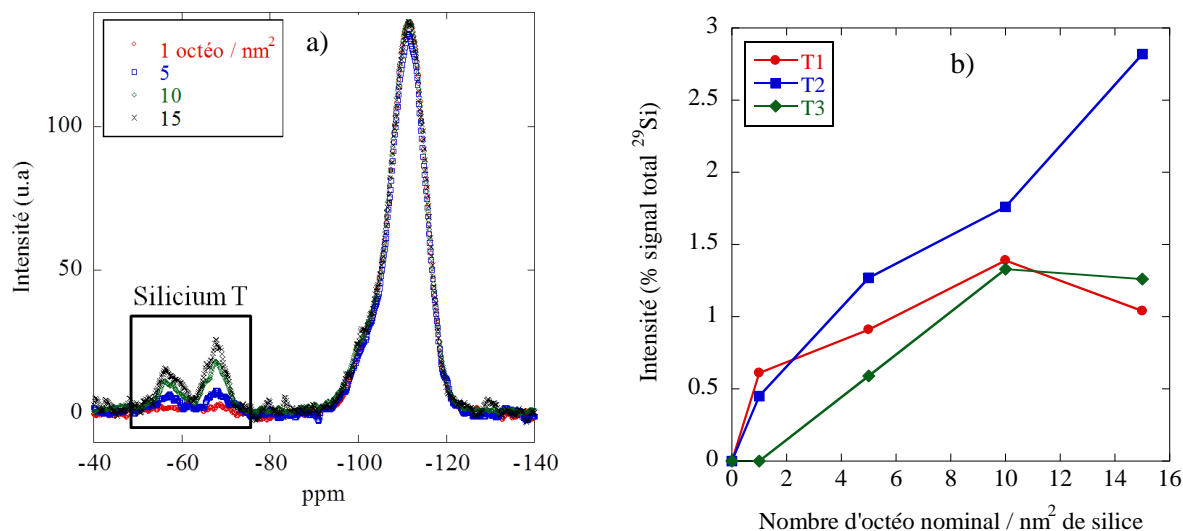 a)
1 octéo / nm²
5
10
15
Silicium T
Intensité (u.a)
100
50
0
-40
-60
-80
-100
-120
-140
ppm
b)
T1
T2
T3
Intensité (% signal total ²⁹Si)
3
2.5
2
1.5
1
0.5
0
0
2
4
6
8
10
12
14
16
Nombre d'octéo nominal / nm² de silice